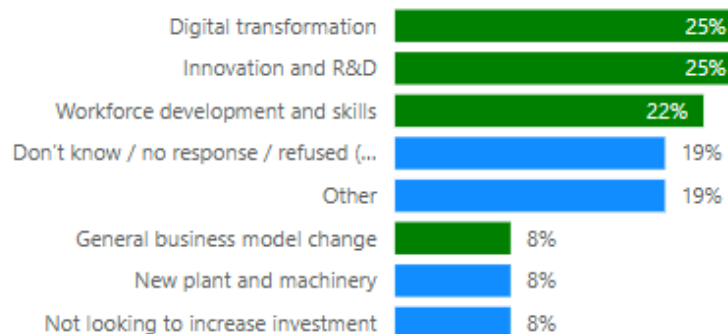 Digital transformation 25%
Innovation and R&D 25%
Workforce development and skills 22%
Don't know / no response / refused (... 19%
Other 19%
General business model change 8%
New plant and machinery 8%
Not looking to increase investment 8%